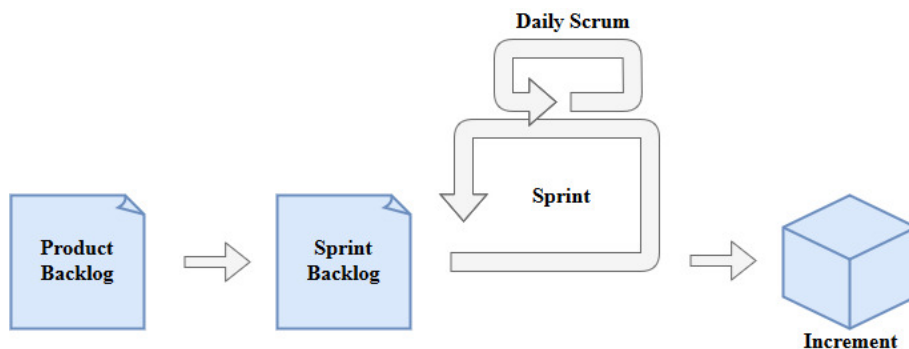 Daily Scrum
Sprint
Product
Backlog
Sprint
Backlog
Increment